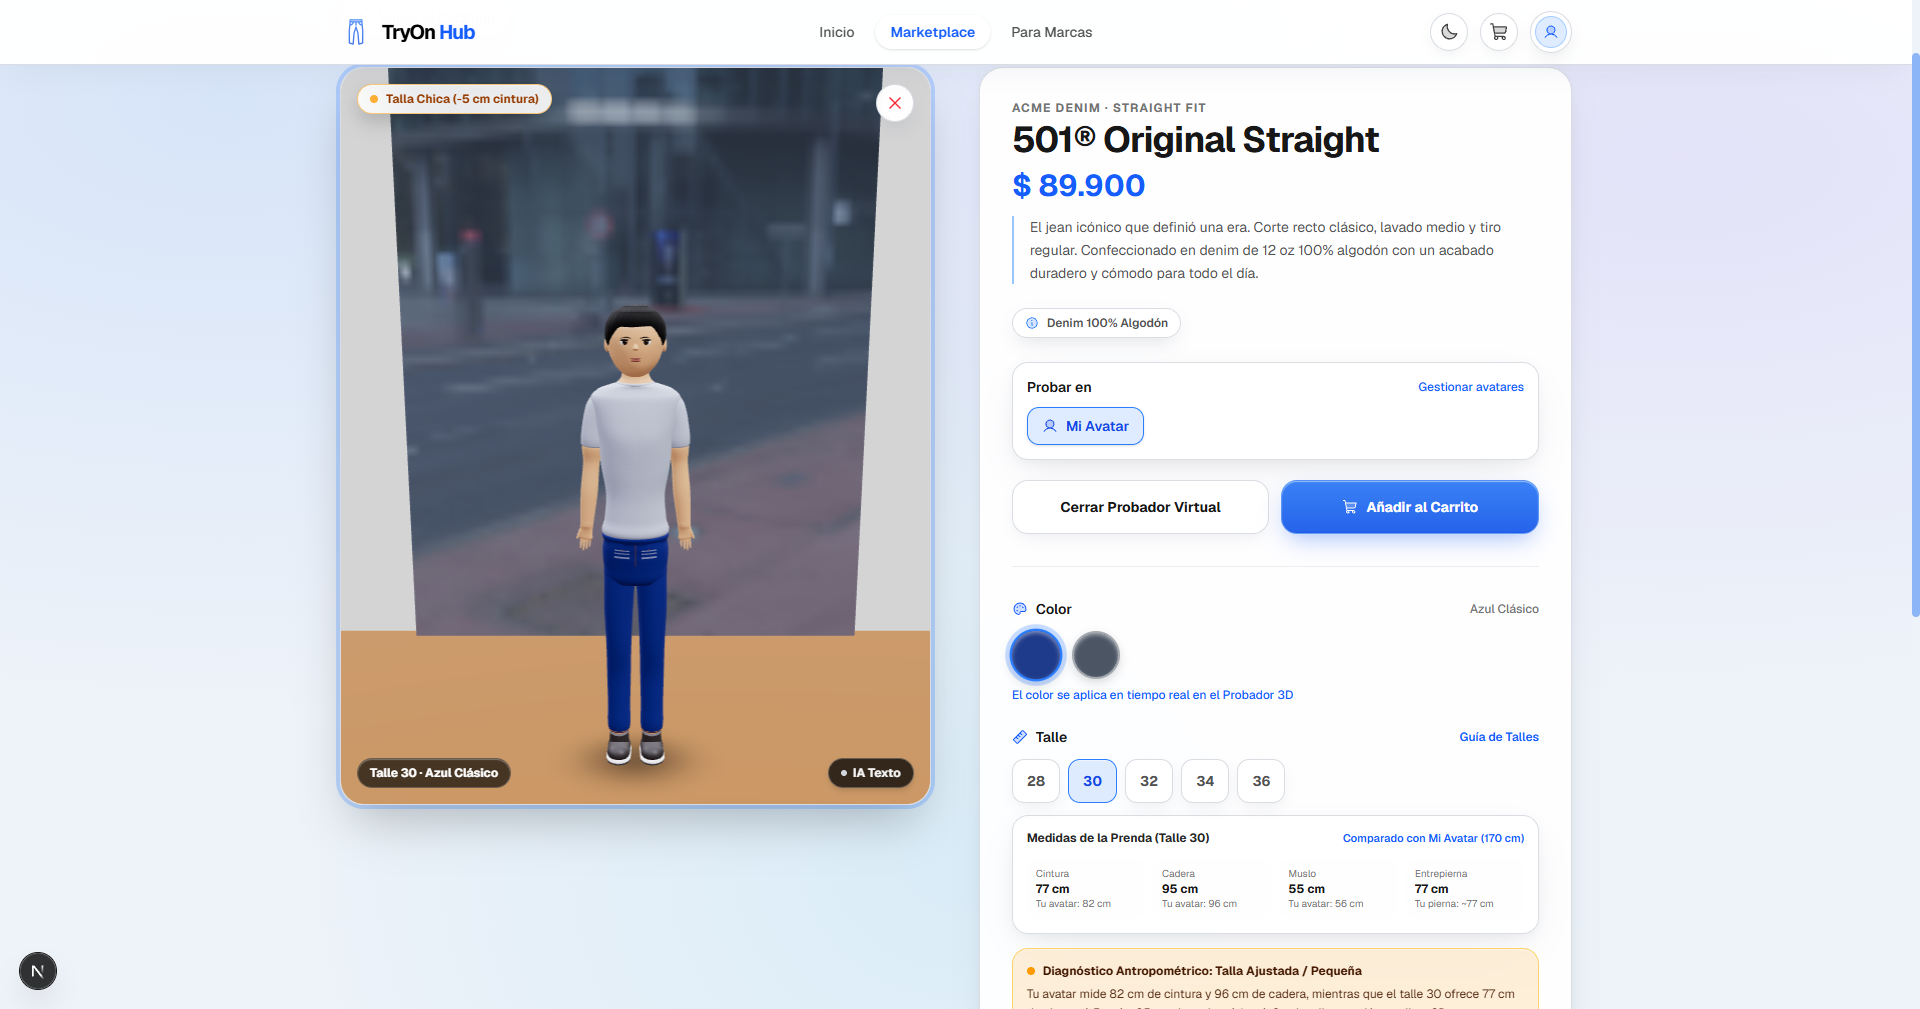 TryOn Hub
Inicio
Marketplace
Para Marcas
Talla Chica (-5 cm cintura)
Talle 30 · Azul Clásico
IA Texto
ACME DENIM · STRAIGHT FIT
501® Original Straight
$ 89.900
El jean icónico que definió una era. Corte recto clásico, lavado medio y tiro
regular. Confeccionado en denim de 12 oz 100% algodón con un acabado
duradero y cómodo para todo el día.
Denim 100% Algodón
Probar en
Gestionar avatares
Mi Avatar
Cerrar Probador Virtual
Añadir al Carrito
Color
Azul Clásico
El color se aplica en tiempo real en el Probador 3D
Talle
Guía de Talles
28
30
32
34
36
Medidas de la Prenda (Talle 30)
Comparado con Mi Avatar (170 cm)
Cintura
77 cm
Tu avatar: 82 cm
Cadera
95 cm
Tu avatar: 96 cm
Muslo
55 cm
Tu avatar: 56 cm
Entrepierna
77 cm
Tu pierna: ~77 cm
Diagnóstico Antropométrico: Talla Ajustada / Pequeña
Tu avatar mide 82 cm de cintura y 96 cm de cadera, mientras que el talle 30 ofrece 77 cm
N